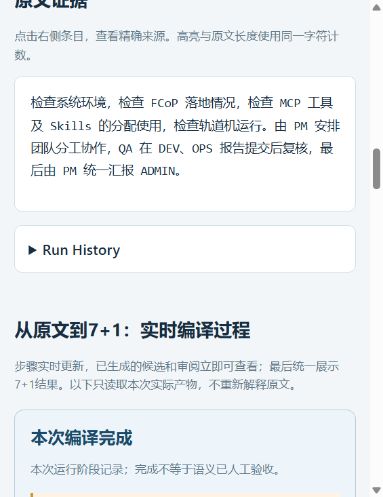 原文证据
点击右侧条目，查看精确来源。高亮与原文长度使用同一字符计
数。
检查系统环境，检查 FCoP 落地情况，检查 MCP 工具
及 Skills 的分配使用，检查轨道机运行。由 PM 安排
团队分工协作，QA 在 DEV、OPS 报告提交后复核，最
后由 PM 统一汇报 ADMIN。
▶ Run History
从原文到7+1：实时编译过程
步骤实时更新，已生成的候选和审阅立即可查看；最后统一展示
7+1结果。以下只读取本次实际产物，不重新解释原文。
本次编译完成
本次运行阶段记录；完成不等于语义已人工验收。